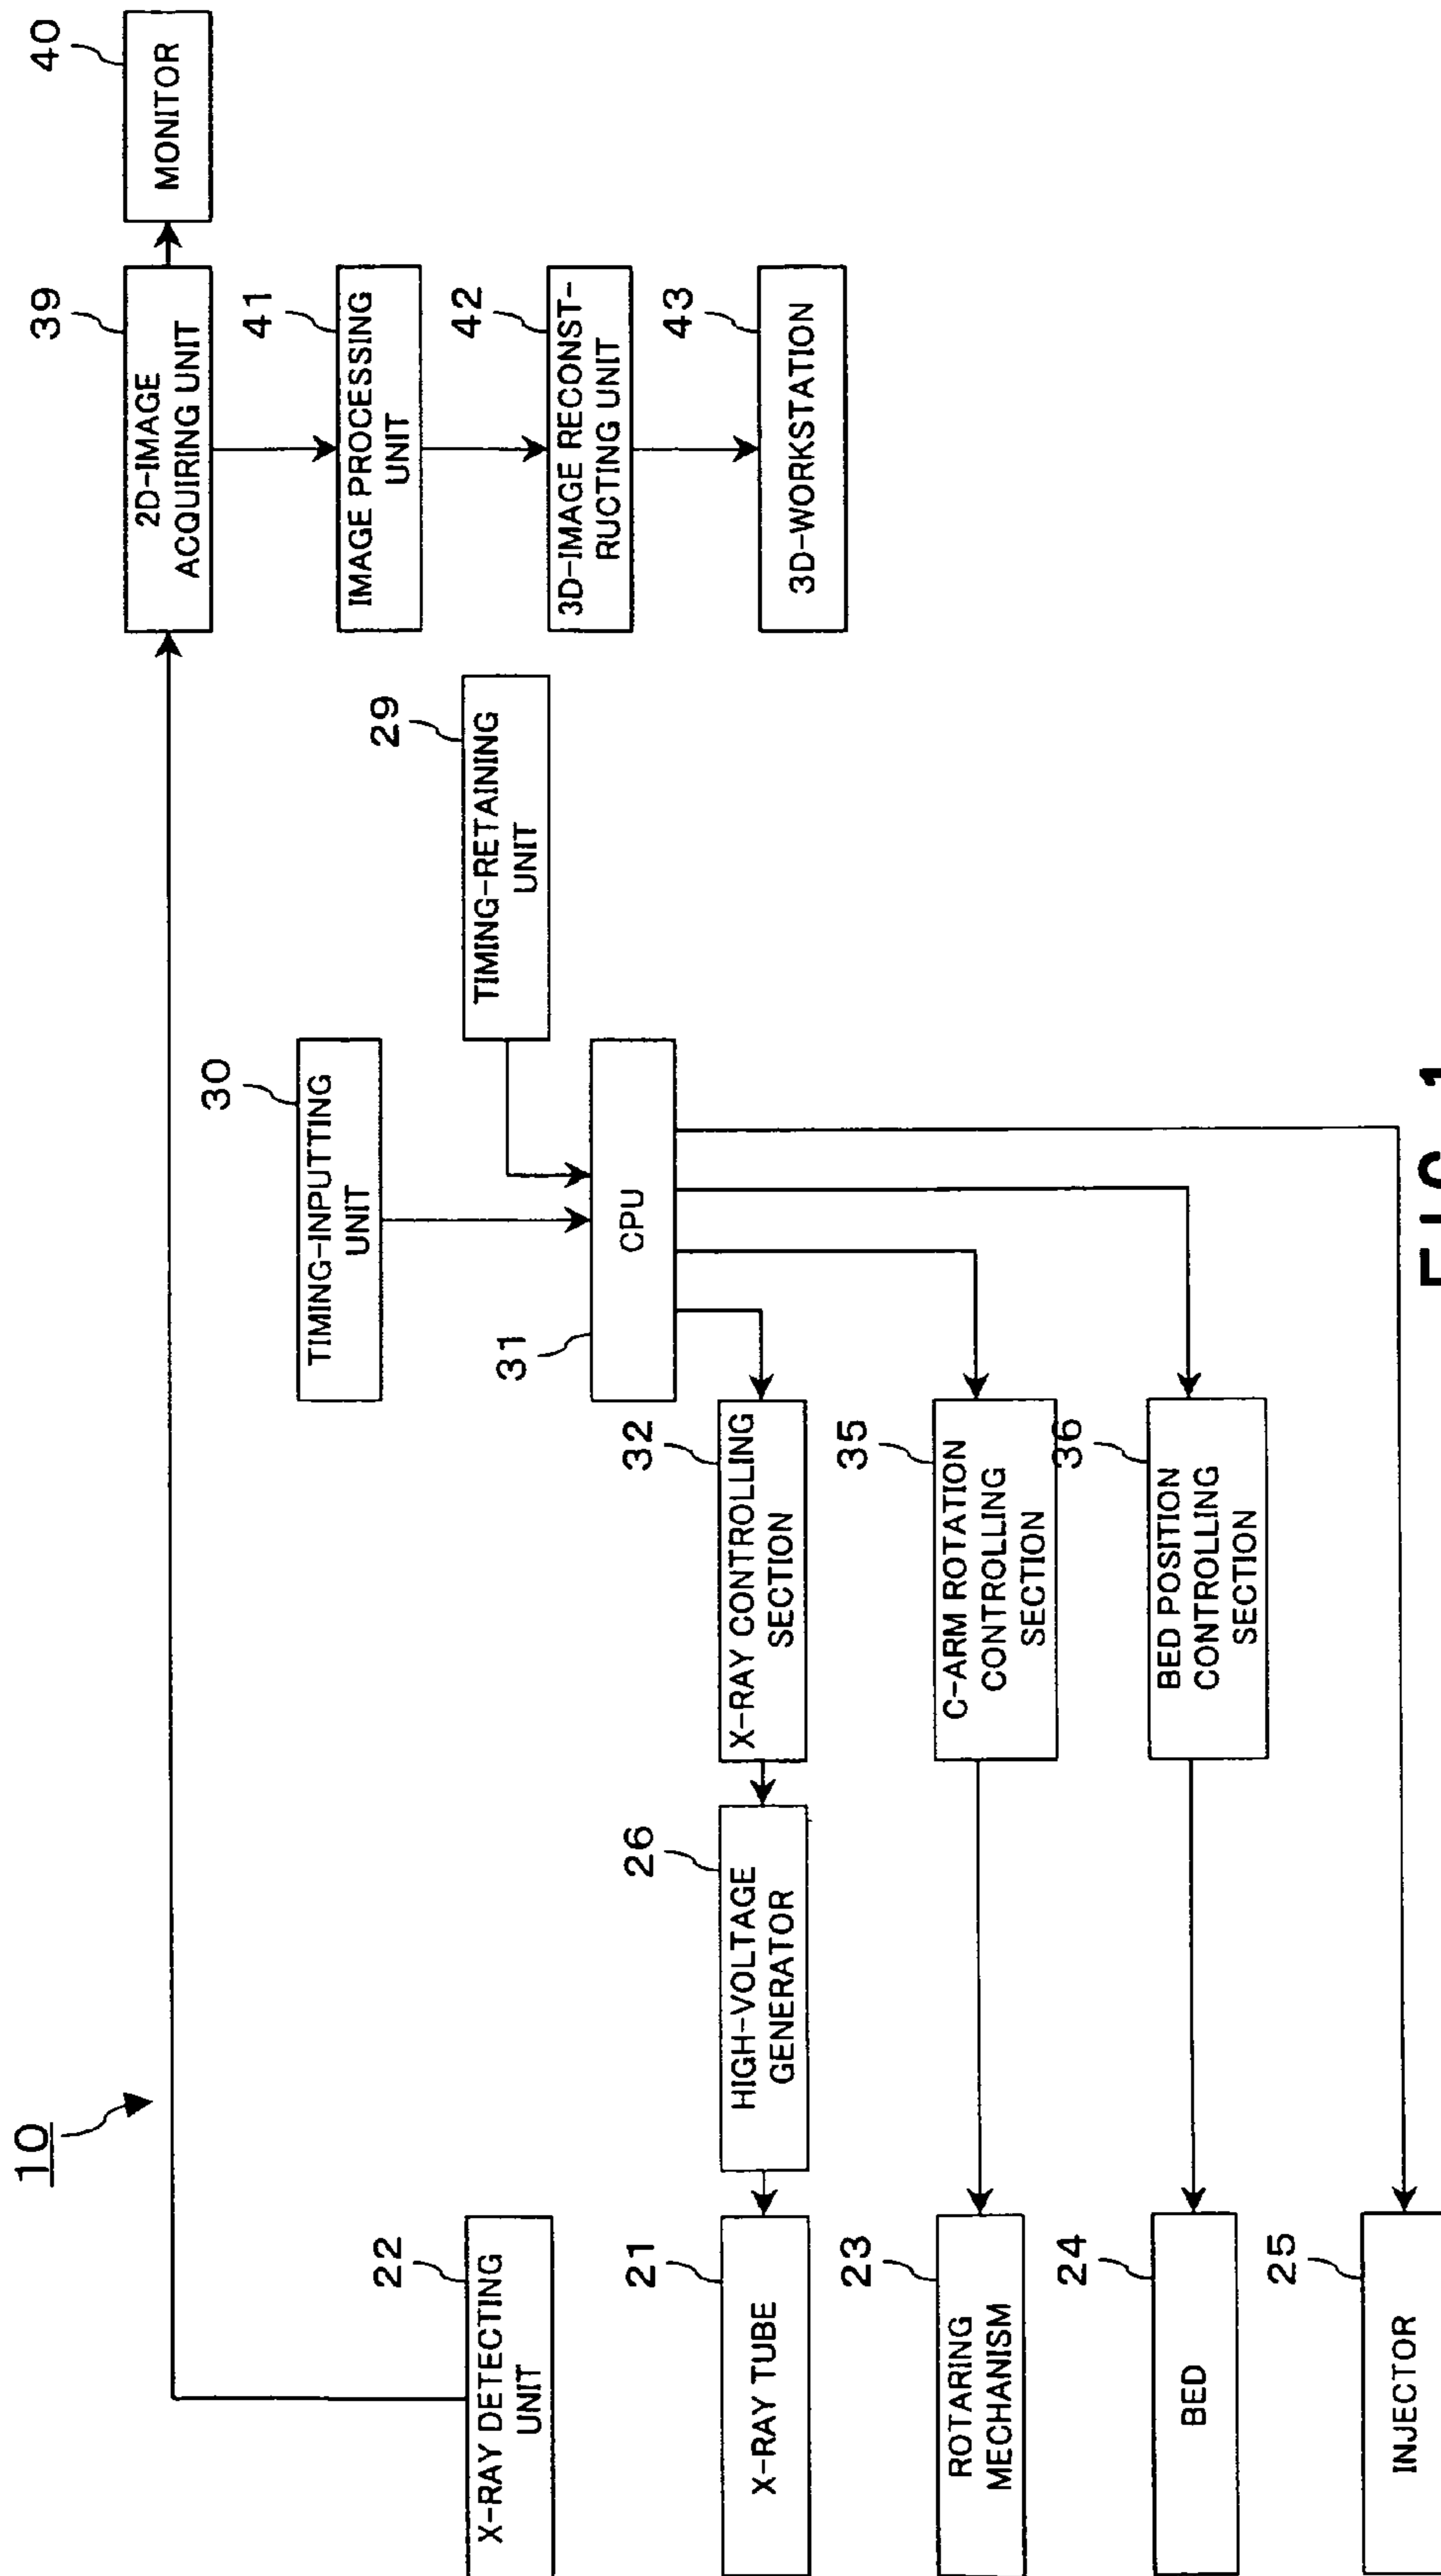 10
X-RAY DETECTING
UNIT
22
X-RAY TUBE
21
ROTARING
MECHANISM
23
BED
24
INJECTOR
25
HIGH-VOLTAGE
GENERATOR
26
X-RAY CONTROLLING
SECTION
32
C-ARM ROTATION
CONTROLLING
SECTION
35
BED POSITION
CONTROLLING
SECTION
36
TIMING-INPUTTING
UNIT
30
CPU
31
TIMING-RETAINING
UNIT
29
2D-IMAGE
ACQUIRING UNIT
39
MONITOR
40
IMAGE PROCESSING
UNIT
41
3D-IMAGE RECONST-
RUCTING UNIT
42
3D-WORKSTATION
43